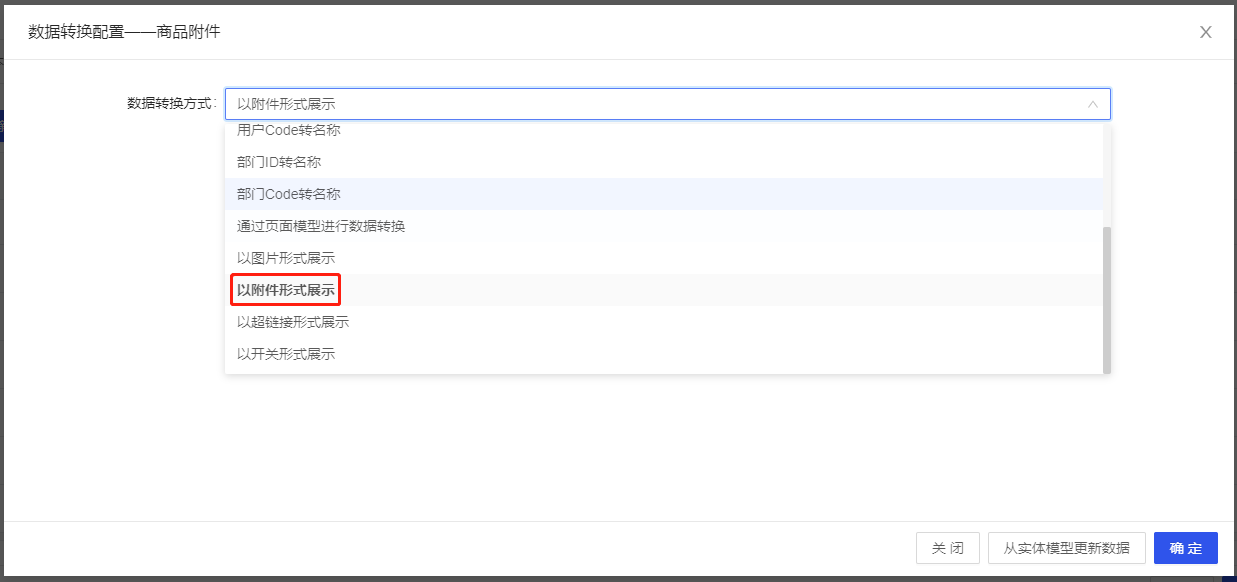 数据转换配置——商品附件
数据转换方式:
以附件形式展示
用户Code转名称
部门ID转名称
部门Code转名称
通过页面模型进行数据转换
以图片形式展示
以附件形式展示
以超链接形式展示
以开关形式展示
关 闭
从实体模型更新数据
确 定